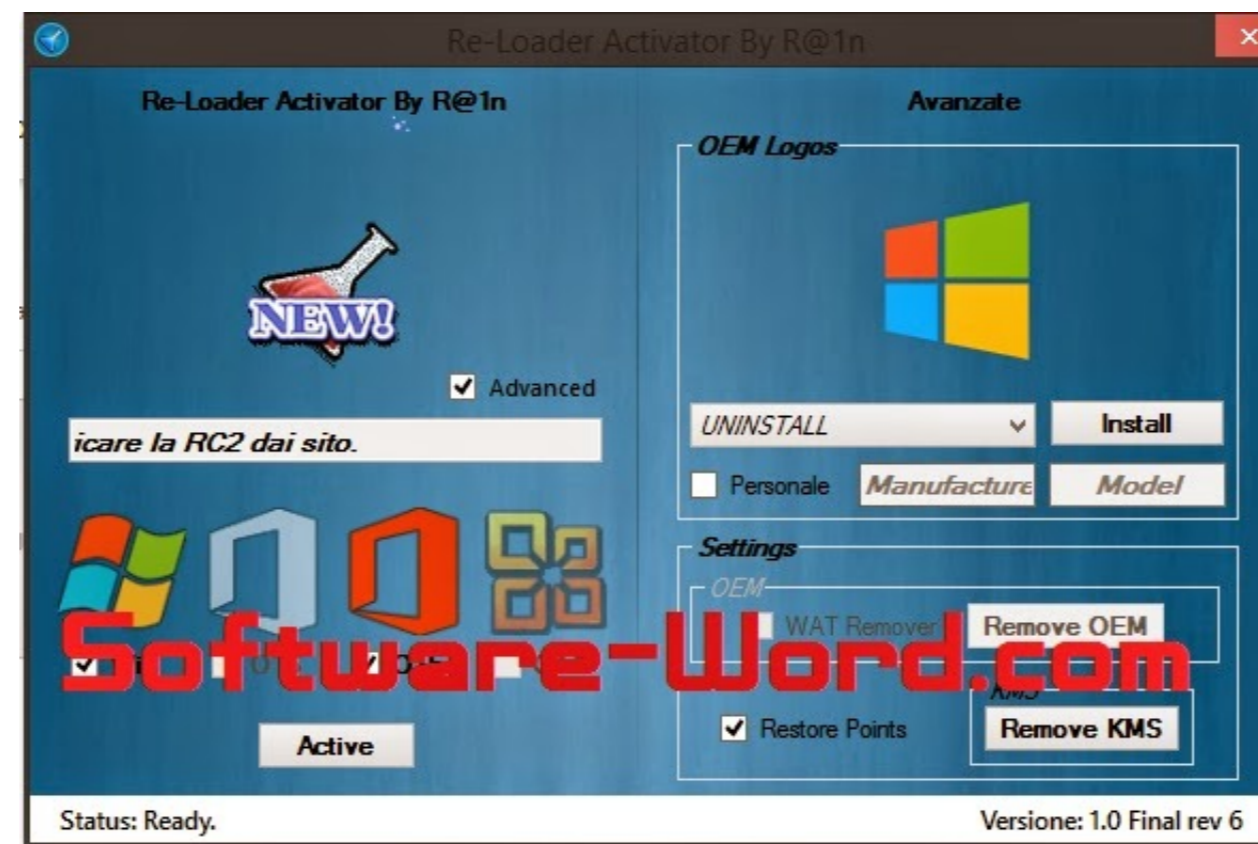 Re-Loader Activator By R@1n
Re-Loader Activator By R@1n
Avanzate
OEM Logos
NEW!
Advanced
icare la RC2 dai sito.
UNINSTALL
Install
Personale
Manufacture
Model
Settings
OEM
WAT Remover
Remove OEM
Software-Word.com
KMS
Restore Points
Remove KMS
Active
Status: Ready.
Versione: 1.0 Final rev 6